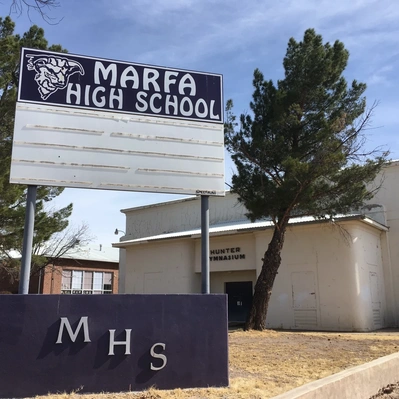 MARFA
HIGH SCHOOL
HUNTER
GYMNASIUM
MHS